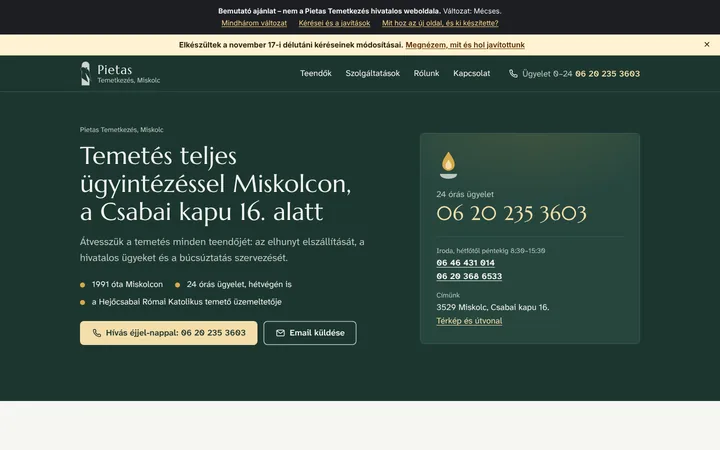 Bemutató ajánlat – nem a Pietas Temetkezés hivatalos weboldala. Változat: Mécses.
Mindhárom változat Kérései és a javítások Mit hoz az új oldal, és ki készítette?
Elkészültek a november 17-i délutáni kéréseinek módosításai. Megnézem, mit és hol javítottunk ✕
Pietas
Temetkezés, Miskolc
Teendők Szolgáltatások Rólunk Kapcsolat Ügyelet 0–24 06 20 235 3603
Pietas Temetkezés, Miskolc
Temetés teljes
ügyintézéssel Miskolcon,
a Csabai kapu 16. alatt
Átvesszük a temetés minden teendőjét: az elhunyt elszállítását, a
hivatalos ügyeket és a búcsúztatás szervezését.
1991 óta Miskolcon 24 órás ügyelet, hétvégén is
a Hejőcsabai Római Katolikus temető üzemeltetője
Hívás éjjel-nappal: 06 20 235 3603 Email küldése
24 órás ügyelet
06 20 235 3603
Iroda, hétfőtől péntekig 8:30–15:30
06 46 431 014
06 20 368 6533
Címünk
3529 Miskolc, Csabai kapu 16.
Térkép és útvonal